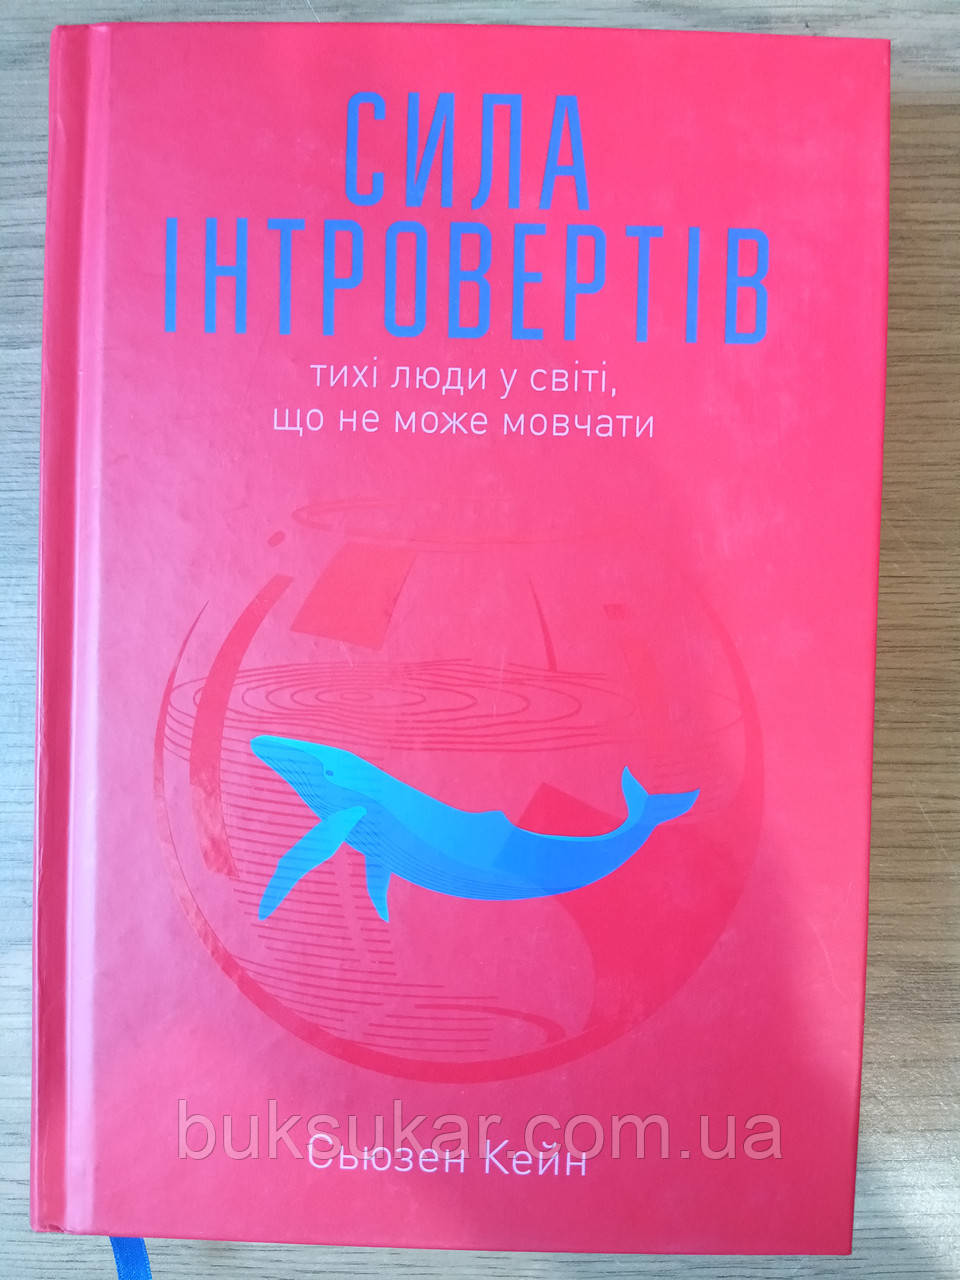 СИЛА
ІНТРОВЕРТІВ
тихі люди у світі,
що не може мовчати
buksukar.com.ua
Сьюзен Кейн